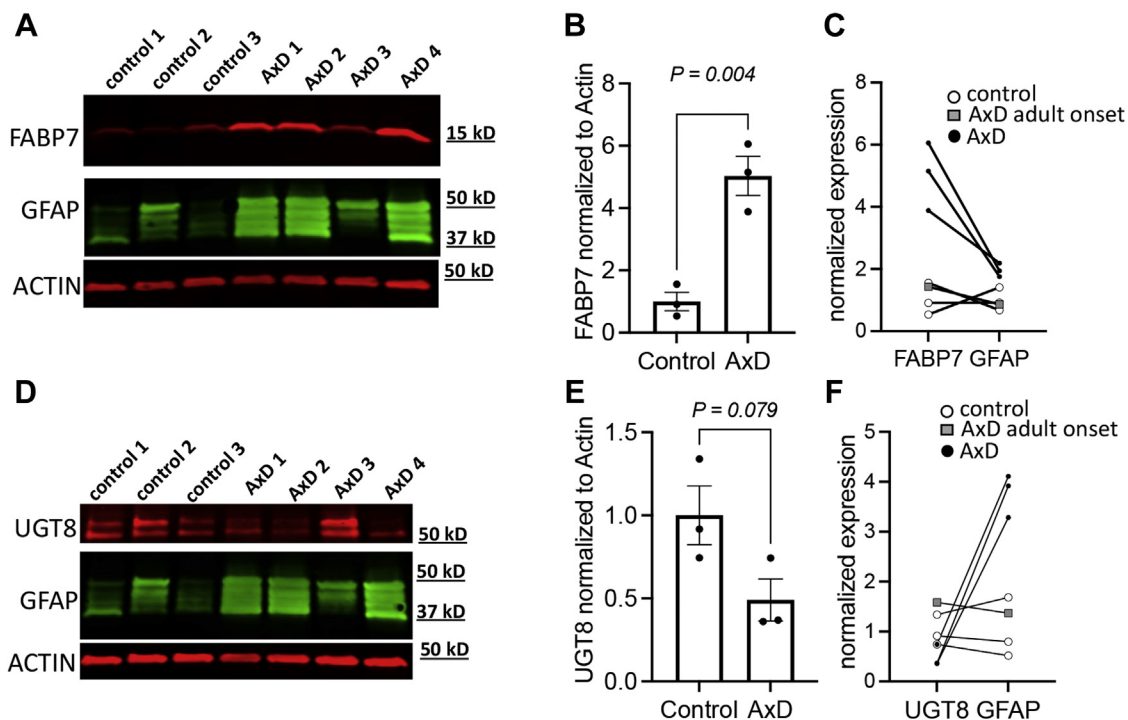 A
control 1
control 2
control 3
AxD 1
AxD 2
AxD 3
AxD 4
FABP7
15 kD
GFAP
50 kD
37 kD
ACTIN
50 kD
B
P = 0.004
FABP7 normalized to Actin
8
6
4
2
0
Control AxD
C
control
AxD adult onset
AxD
normalized expression
8
6
4
2
0
FABP7 GFAP
D
control 1
control 2
control 3
AxD 1
AxD 2
AxD 3
AxD 4
UGT8
50 kD
GFAP
50 kD
37 kD
ACTIN
50 kD
E
P = 0.079
UGT8 normalized to Actin
1.5
1.0
0.5
0.0
Control AxD
F
control
AxD adult onset
AxD
normalized expression
5
4
3
2
1
0
UGT8 GFAP